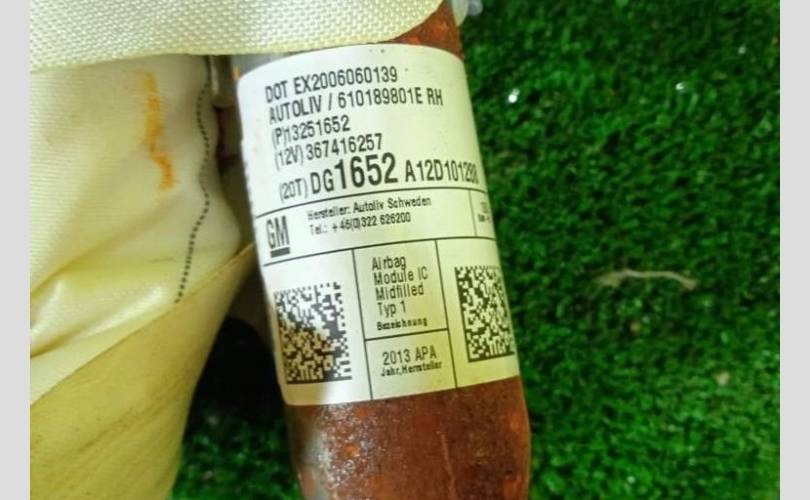 DOT EX2006060139
AUTOLIV / 610189801E RH
(P)13251652
(12V) 367416257
(20T) DG1652
GM
Hersteller: Autoliv Schweden
Tel.: +46(0)322 626200
Airbag
Module IC
Midfilled
Typ 1
Bezeichnung
2013 APA
Jahr, Hersteller